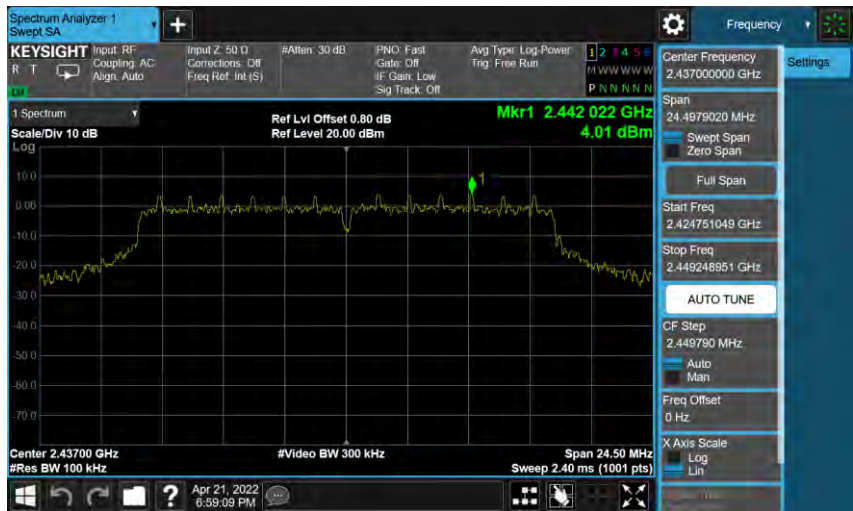 Spectrum Analyzer 1
Swept SA
+
Frequency
KEYSIGHT
R T
LM
Input: RF
Coupling: AC
Align: Auto
Input Z: 50 Ω
Corrections: Off
Freq Ref: Int (S)
#Atten: 30 dB
PNO: Fast
Gate: Off
IF Gain: Low
Sig Track: Off
Avg Type: Log-Power
Trig: Free Run
1 2 3 4 5 6
M W W W W W
P N N N N N
Center Frequency
2.437000000 GHz
Settings
Span
24.4979020 MHz
Swept Span
Zero Span
Full Span
Start Freq
2.424751049 GHz
Stop Freq
2.449248951 GHz
AUTO TUNE
CF Step
2.449790 MHz
Auto
Man
Freq Offset
0 Hz
X Axis Scale
Log
Lin
1 Spectrum
Scale/Div 10 dB
Log
Ref Lvl Offset 0.80 dB
Ref Level 20.00 dBm
Mkr1 2.442 022 GHz
4.01 dBm
1
10.0
0.00
-10.0
-20.0
-30.0
-40.0
-50.0
-60.0
-70.0
Center 2.43700 GHz
#Res BW 100 kHz
#Video BW 300 kHz
Span 24.50 MHz
Sweep 2.40 ms (1001 pts)
?
Apr 21, 2022
6:59:09 PM